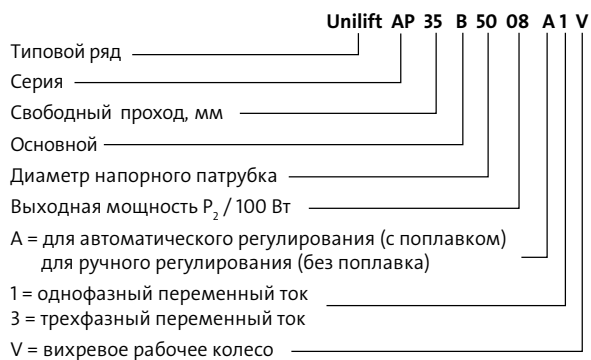 Unilift AP 35 B 50 08 A 1 V
Типовой ряд
Серия
Свободный проход, мм
Основной
Диаметр напорного патрубка
Выходная мощность P₂ / 100 Вт
A = для автоматического регулирования (с поплавком)
для ручного регулирования (без поплавка)
1 = однофазный переменный ток
3 = трехфазный переменный ток
V = вихревое рабочее колесо